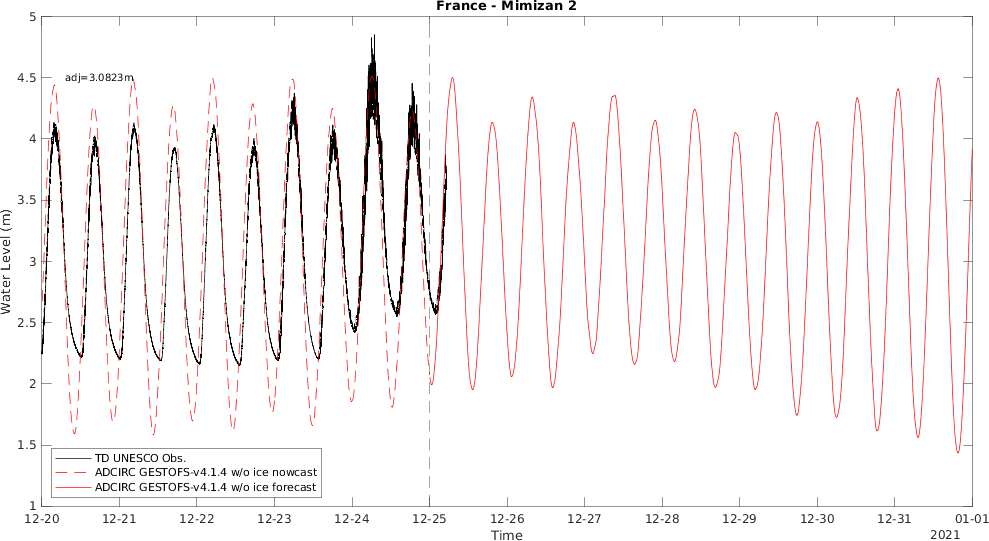 France - Mimizan 2
5
4.5
4
3.5
3
2.5
2
1.5
1
Water Level (m)
adj=3.0823m
TD UNESCO Obs.
ADCIRC GESTOFS-v4.1.4 w/o ice nowcast
ADCIRC GESTOFS-v4.1.4 w/o ice forecast
12-20 12-21 12-22 12-23 12-24 12-25 12-26 12-27 12-28 12-29 12-30 12-31 01-01
Time
2021